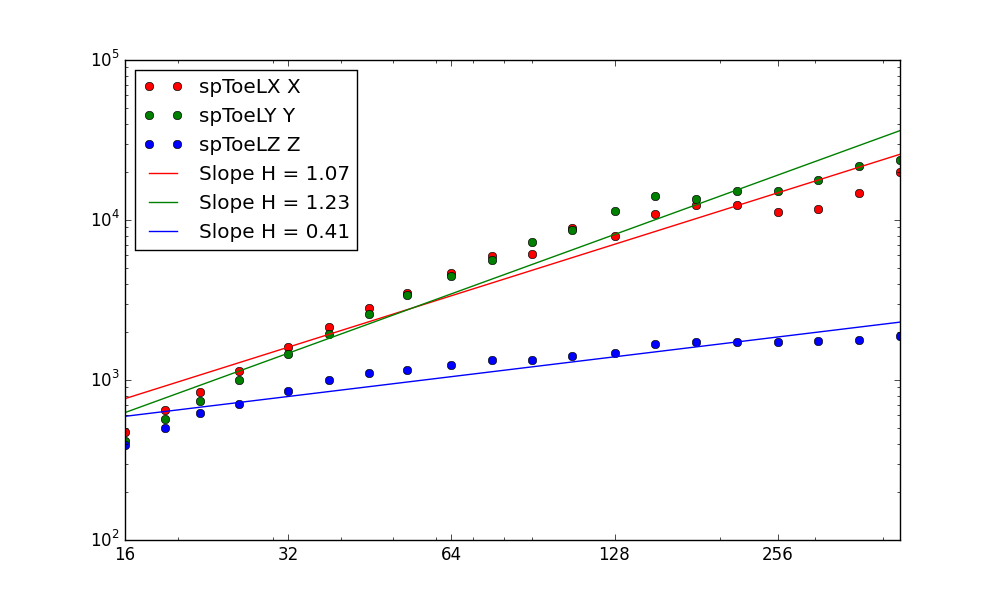 10^5
10^4
10^3
10^2
spToeLX X
spToeLY Y
spToeLZ Z
Slope H = 1.07
Slope H = 1.23
Slope H = 0.41
16 32 64 128 256